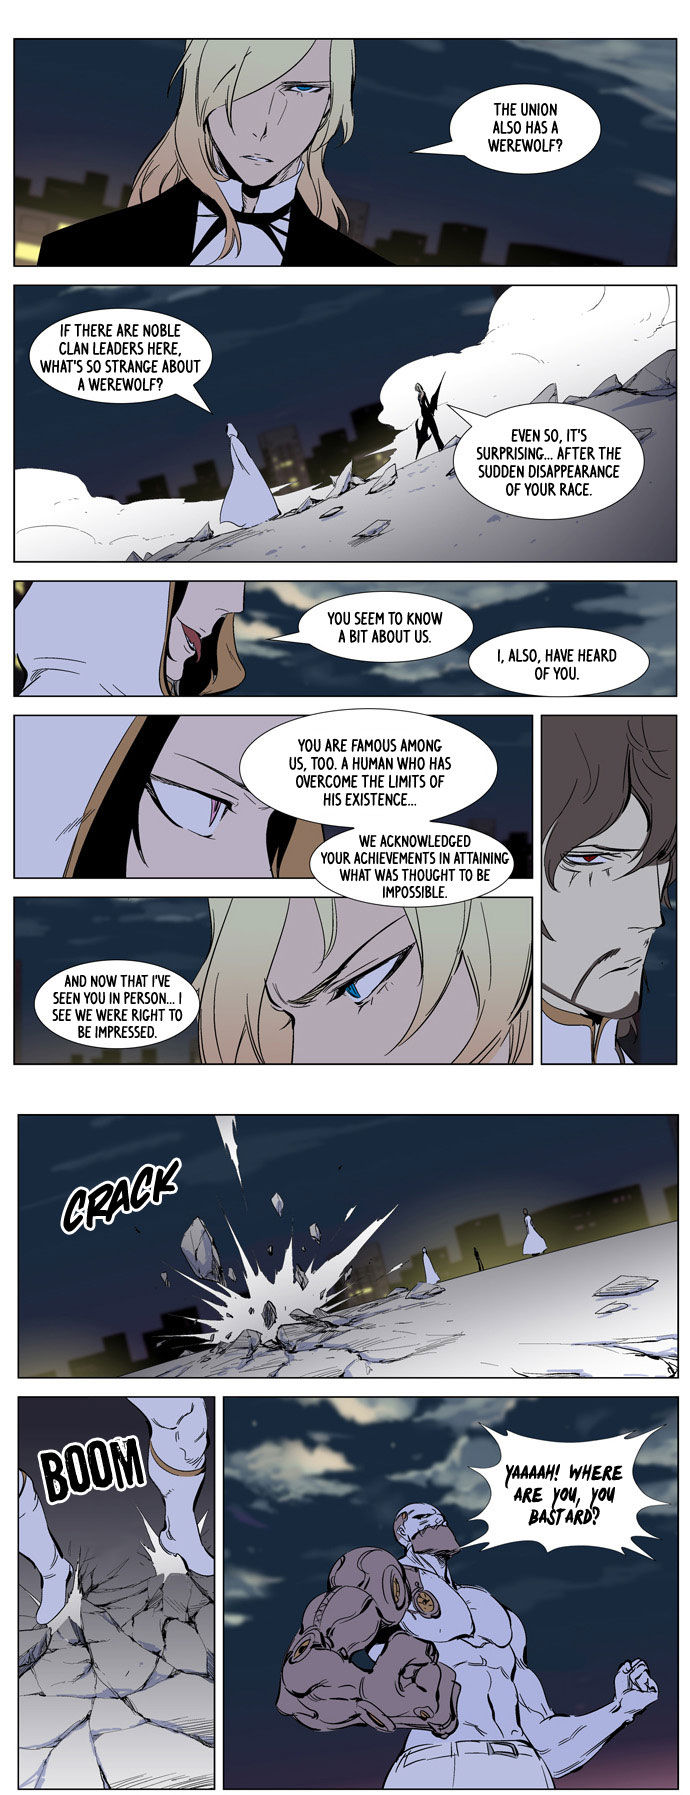 THE UNION
ALSO HAS A
WEREWOLF?
IF THERE ARE NOBLE
CLAN LEADERS HERE,
WHAT'S SO STRANGE ABOUT
A WEREWOLF?
EVEN SO, IT'S
SURPRISING... AFTER THE
SUDDEN DISAPPEARANCE
OF YOUR RACE.
YOU SEEM TO KNOW
A BIT ABOUT US.
I, ALSO, HAVE HEARD
OF YOU.
YOU ARE FAMOUS AMONG
US, TOO. A HUMAN WHO HAS
OVERCOME THE LIMITS OF
HIS EXISTENCE...
WE ACKNOWLEDGED
YOUR ACHIEVEMENTS IN ATTAINING
WHAT WAS THOUGHT TO BE
IMPOSSIBLE.
AND NOW THAT I'VE
SEEN YOU IN PERSON... I
SEE WE WERE RIGHT TO
BE IMPRESSED.
CRACK
BOOM
YAAAAH! WHERE
ARE YOU, YOU
BASTARD?